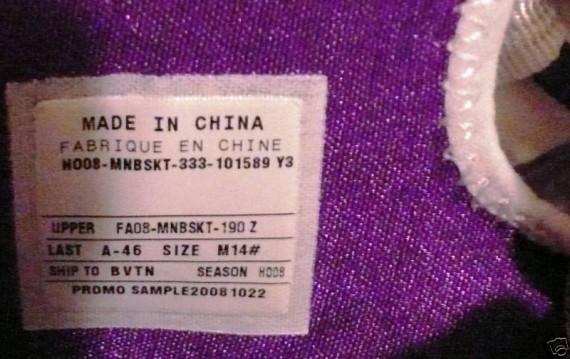 MADE IN CHINA
FABRIQUE EN CHINE
HO08-MNBSKT-333-101589 Y3
UPPER FA08-MNBSKT-190 Z
LAST A-46 SIZE M14#
SHIP TO BVTN SEASON HO08
PROMO SAMPLE20081022